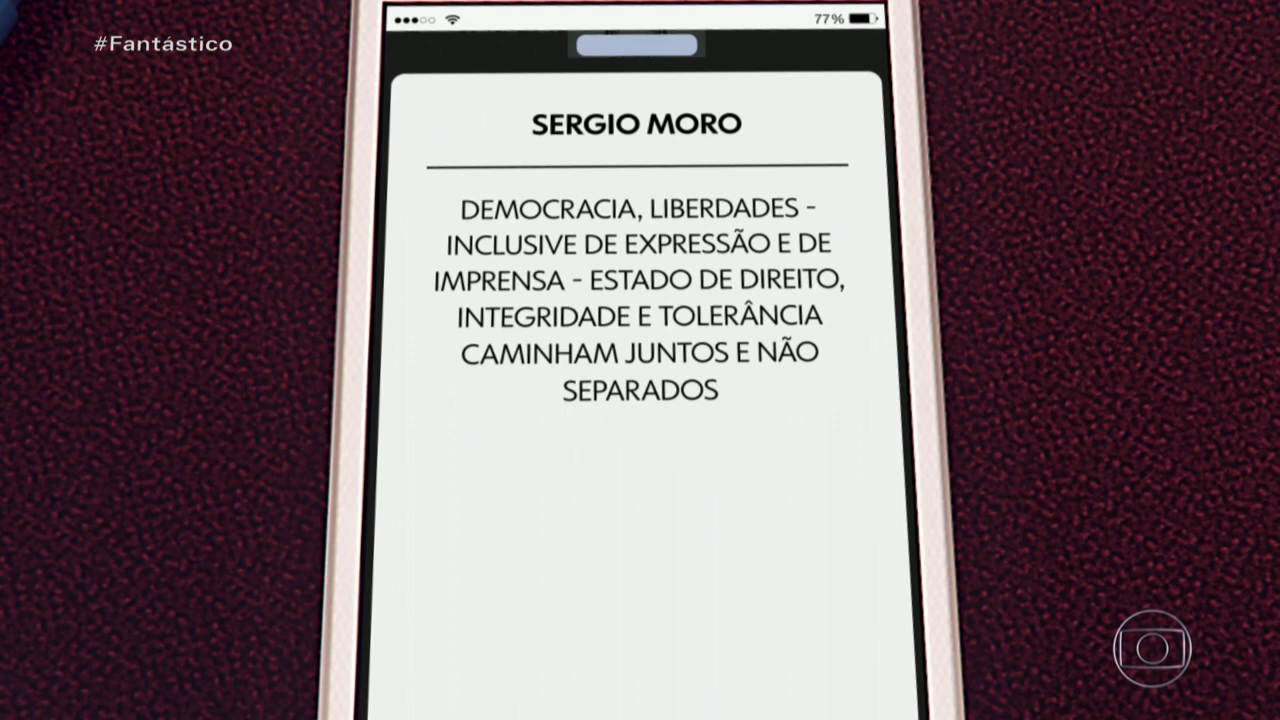 #Fantástico
77%
SERGIO MORO
DEMOCRACIA, LIBERDADES -
INCLUSIVE DE EXPRESSÃO E DE
IMPRENSA - ESTADO DE DIREITO,
INTEGRIDADE E TOLERÂNCIA
CAMINHAM JUNTOS E NÃO
SEPARADOS